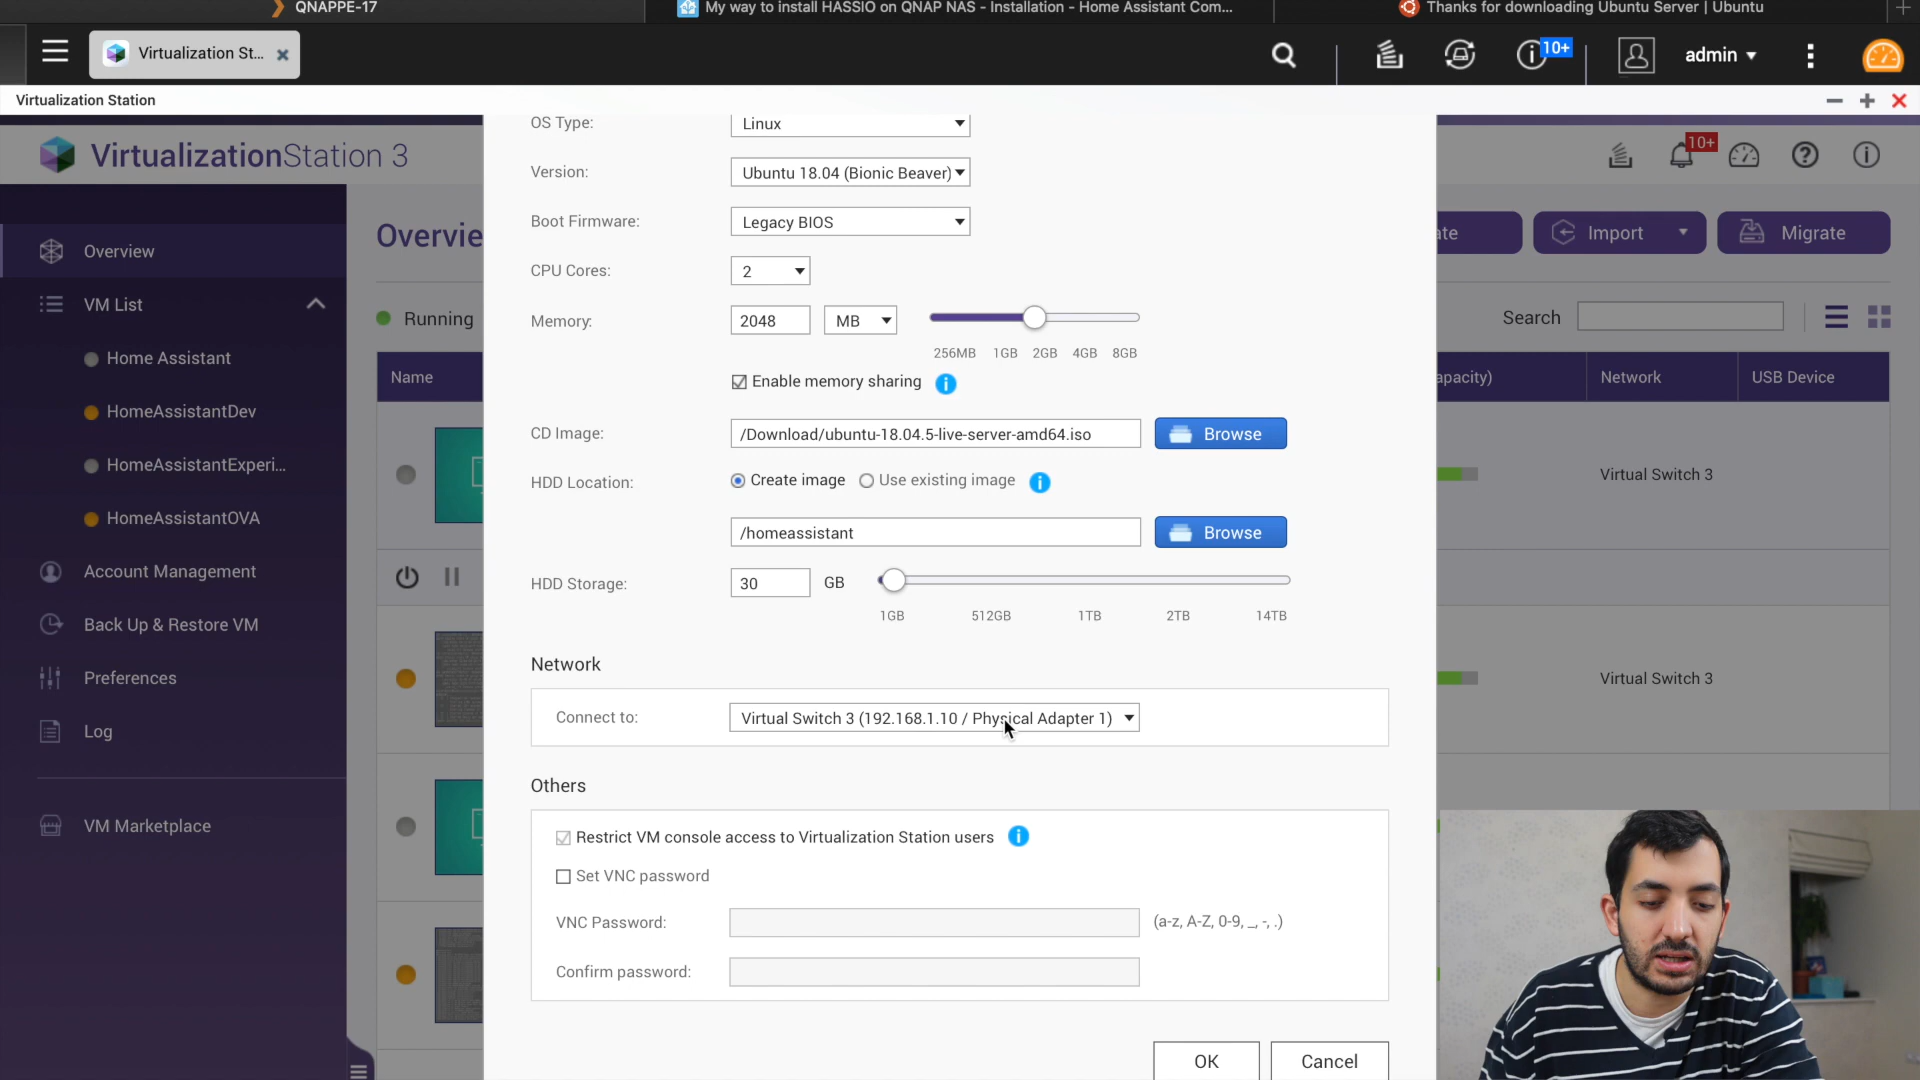 QNAPPE-17
My way to install HASSIO on QNAP NAS - Installation - Home Assistant Com...
Thanks for downloading Ubuntu Server | Ubuntu
Virtualization St...
10+
admin
Virtualization Station
VirtualizationStation 3
10+
Overview
VM List
Home Assistant
HomeAssistantDev
HomeAssistantExperi...
HomeAssistantOVA
Account Management
Back Up & Restore VM
Preferences
Log
VM Marketplace
Overvie
Running
Name
OS Type:
Linux
Version:
Ubuntu 18.04 (Bionic Beaver)
Boot Firmware:
Legacy BIOS
CPU Cores:
2
Memory:
2048
MB
256MB 1GB 2GB 4GB 8GB
Enable memory sharing
CD Image:
/Download/ubuntu-18.04.5-live-server-amd64.iso
Browse
HDD Location:
Create image
Use existing image
/homeassistant
Browse
HDD Storage:
30
GB
1GB 512GB 1TB 2TB 14TB
Network
Connect to:
Virtual Switch 3 (192.168.1.10 / Physical Adapter 1)
Others
Restrict VM console access to Virtualization Station users
Set VNC password
VNC Password:
(a-z, A-Z, 0-9, _, -, .)
Confirm password:
OK
Cancel
ate
Import
Migrate
Search
apacity)
Network
USB Device
Virtual Switch 3
Virtual Switch 3